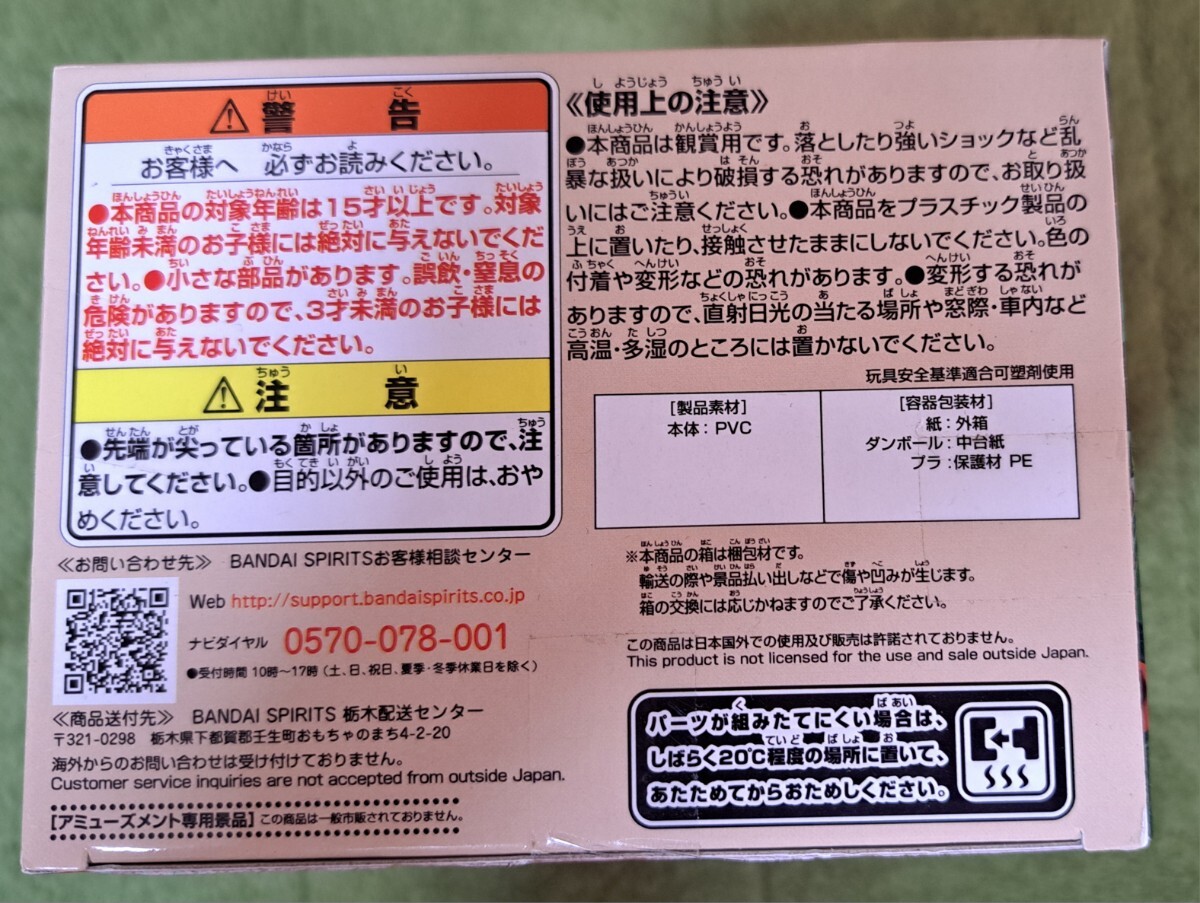 ⚠警告
お客様へ 必ずお読みください。
●本商品の対象年齢は15才以上です。対象
年齢未満のお子様には絶対に与えないでくだ
さい。●小さな部品があります。誤飲・窒息の
危険がありますので、3才未満のお子様には
絶対に与えないでください。
⚠注意
●先端が尖っている箇所がありますので、注
意してください。●目的以外のご使用は、おや
めください。
≪お問い合わせ先≫ BANDAI SPIRITSお客様相談センター
Web http://support.bandaispirits.co.jp
ナビダイヤル 0570-078-001
●受付時間 10時〜17時 (土、日、祝日、夏季・冬季休業日を除く)
≪商品送付先≫ BANDAI SPIRITS 栃木配送センター
〒321-0298 栃木県下都賀郡壬生町おもちゃのまち4-2-20
海外からのお問い合わせは受け付けておりません。
Customer service inquiries are not accepted from outside Japan.
[アミューズメント専用景品] この商品は一般市販されておりません。
≪使用上の注意≫
●本商品は観賞用です。落としたり強いショックなど乱
暴な扱いにより破損する恐れがありますので、お取り扱
いにはご注意ください。●本商品をプラスチック製品の
上に置いたり、接触させたままにしないでください。色の
付着や変形などの恐れがあります。●変形する恐れが
ありますので、直射日光の当たる場所や窓際・車内など
高温・多湿のところには置かないでください。
玩具安全基準適合可塑剤使用
[製品素材]
本体:PVC
[容器包装材]
紙:外箱
ダンボール:中台紙
プラ:保護材 PE
※本商品の箱は梱包材です。
輸送の際や景品払い出しなどで傷や凹みが生じます。
箱の交換には応じかねますのでご了承ください。
この商品は日本国外での使用及び販売は許諾されておりません。
This product is not licensed for the use and sale outside Japan.
パーツが組みたてにくい場合は、
しばらく20℃程度の場所に置いて、
あたためてからおためしください。